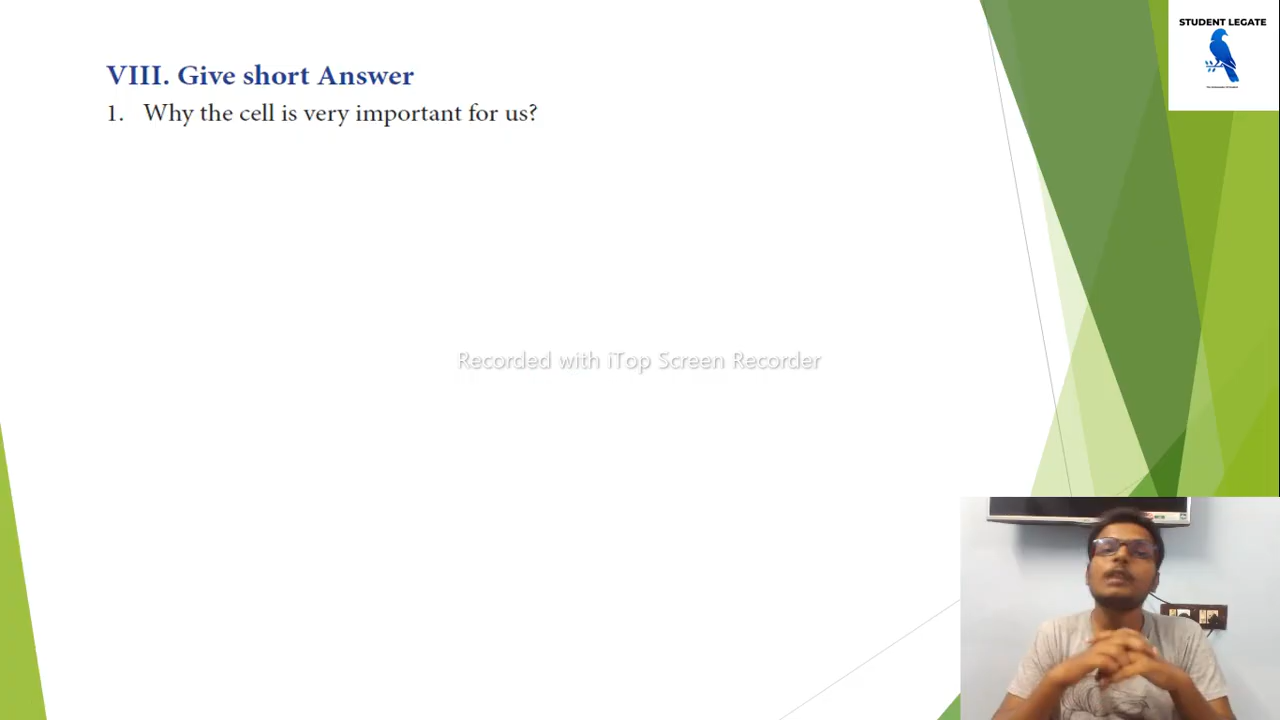 STUDENT LEGATE
VIII. Give short Answer
1. Why the cell is very important for us?
Recorded with iTop Screen Recorder